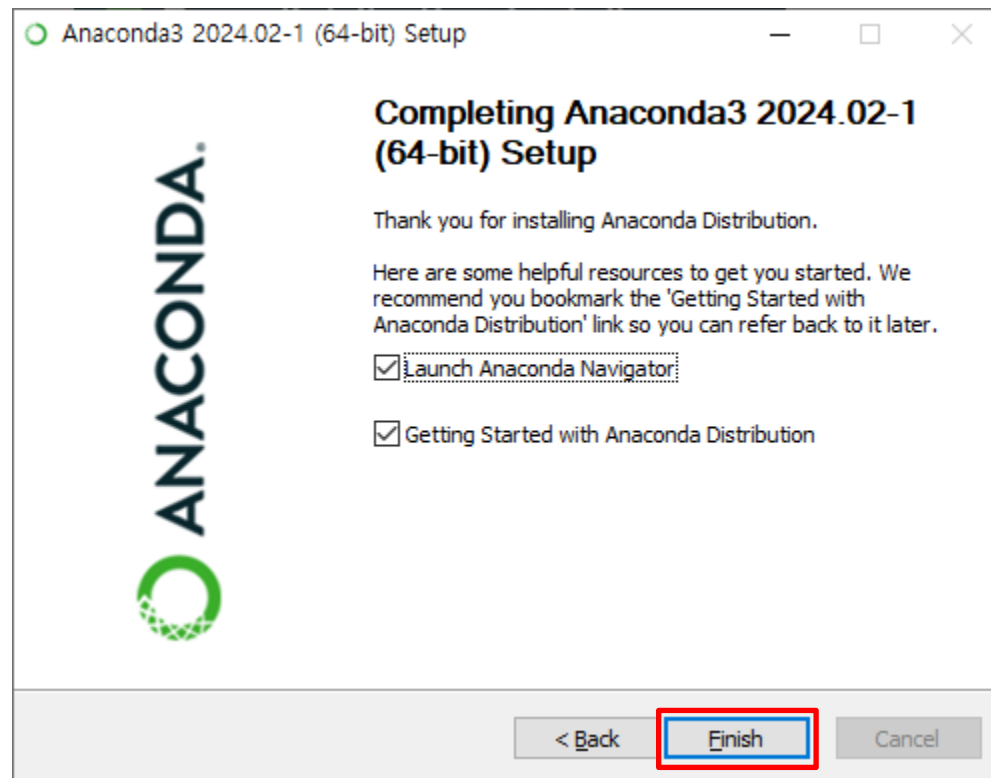 Anaconda3 2024.02-1 (64-bit) Setup
Completing Anaconda3 2024.02-1
(64-bit) Setup
ANACONDA.
Thank you for installing Anaconda Distribution.
Here are some helpful resources to get you started. We
recommend you bookmark the 'Getting Started with
Anaconda Distribution' link so you can refer back to it later.
Launch Anaconda Navigator
Getting Started with Anaconda Distribution
< Back
Finish
Cancel